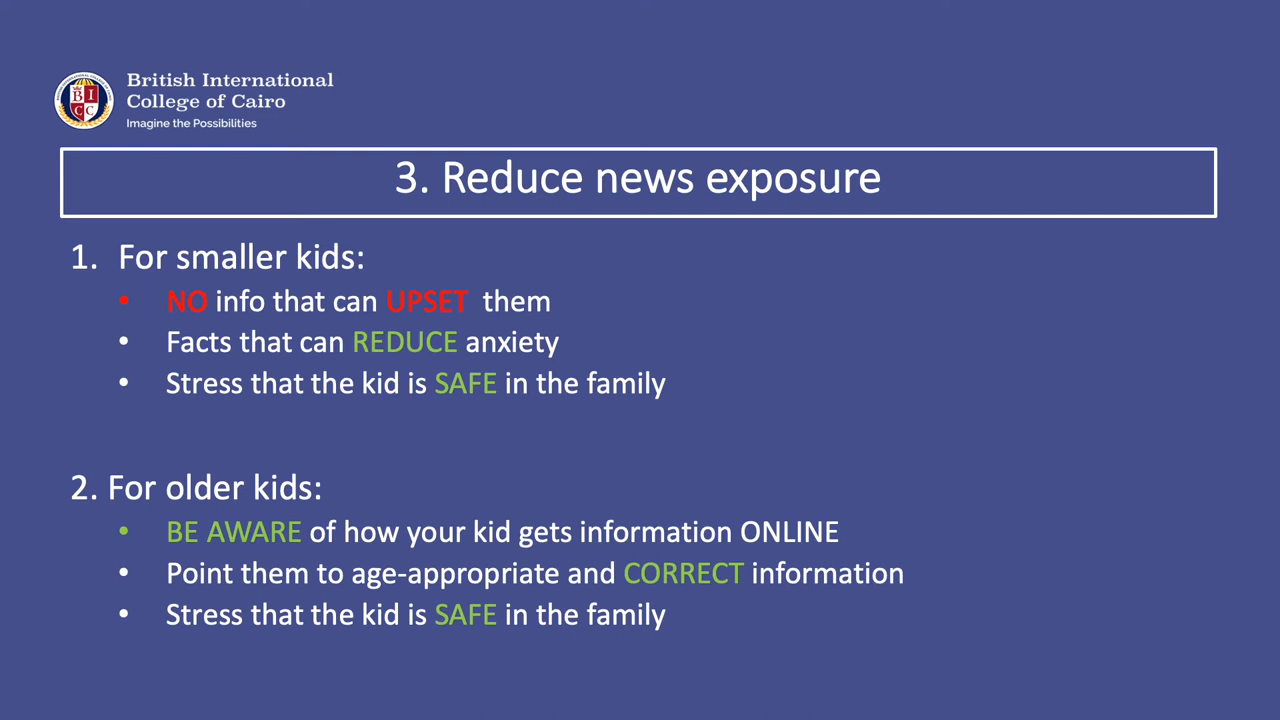 British International
College of Cairo
Imagine the Possibilities
B I
C C
3. Reduce news exposure
1. For smaller kids:
• NO info that can UPSET them
• Facts that can REDUCE anxiety
• Stress that the kid is SAFE in the family
2. For older kids:
• BE AWARE of how your kid gets information ONLINE
• Point them to age-appropriate and CORRECT information
• Stress that the kid is SAFE in the family